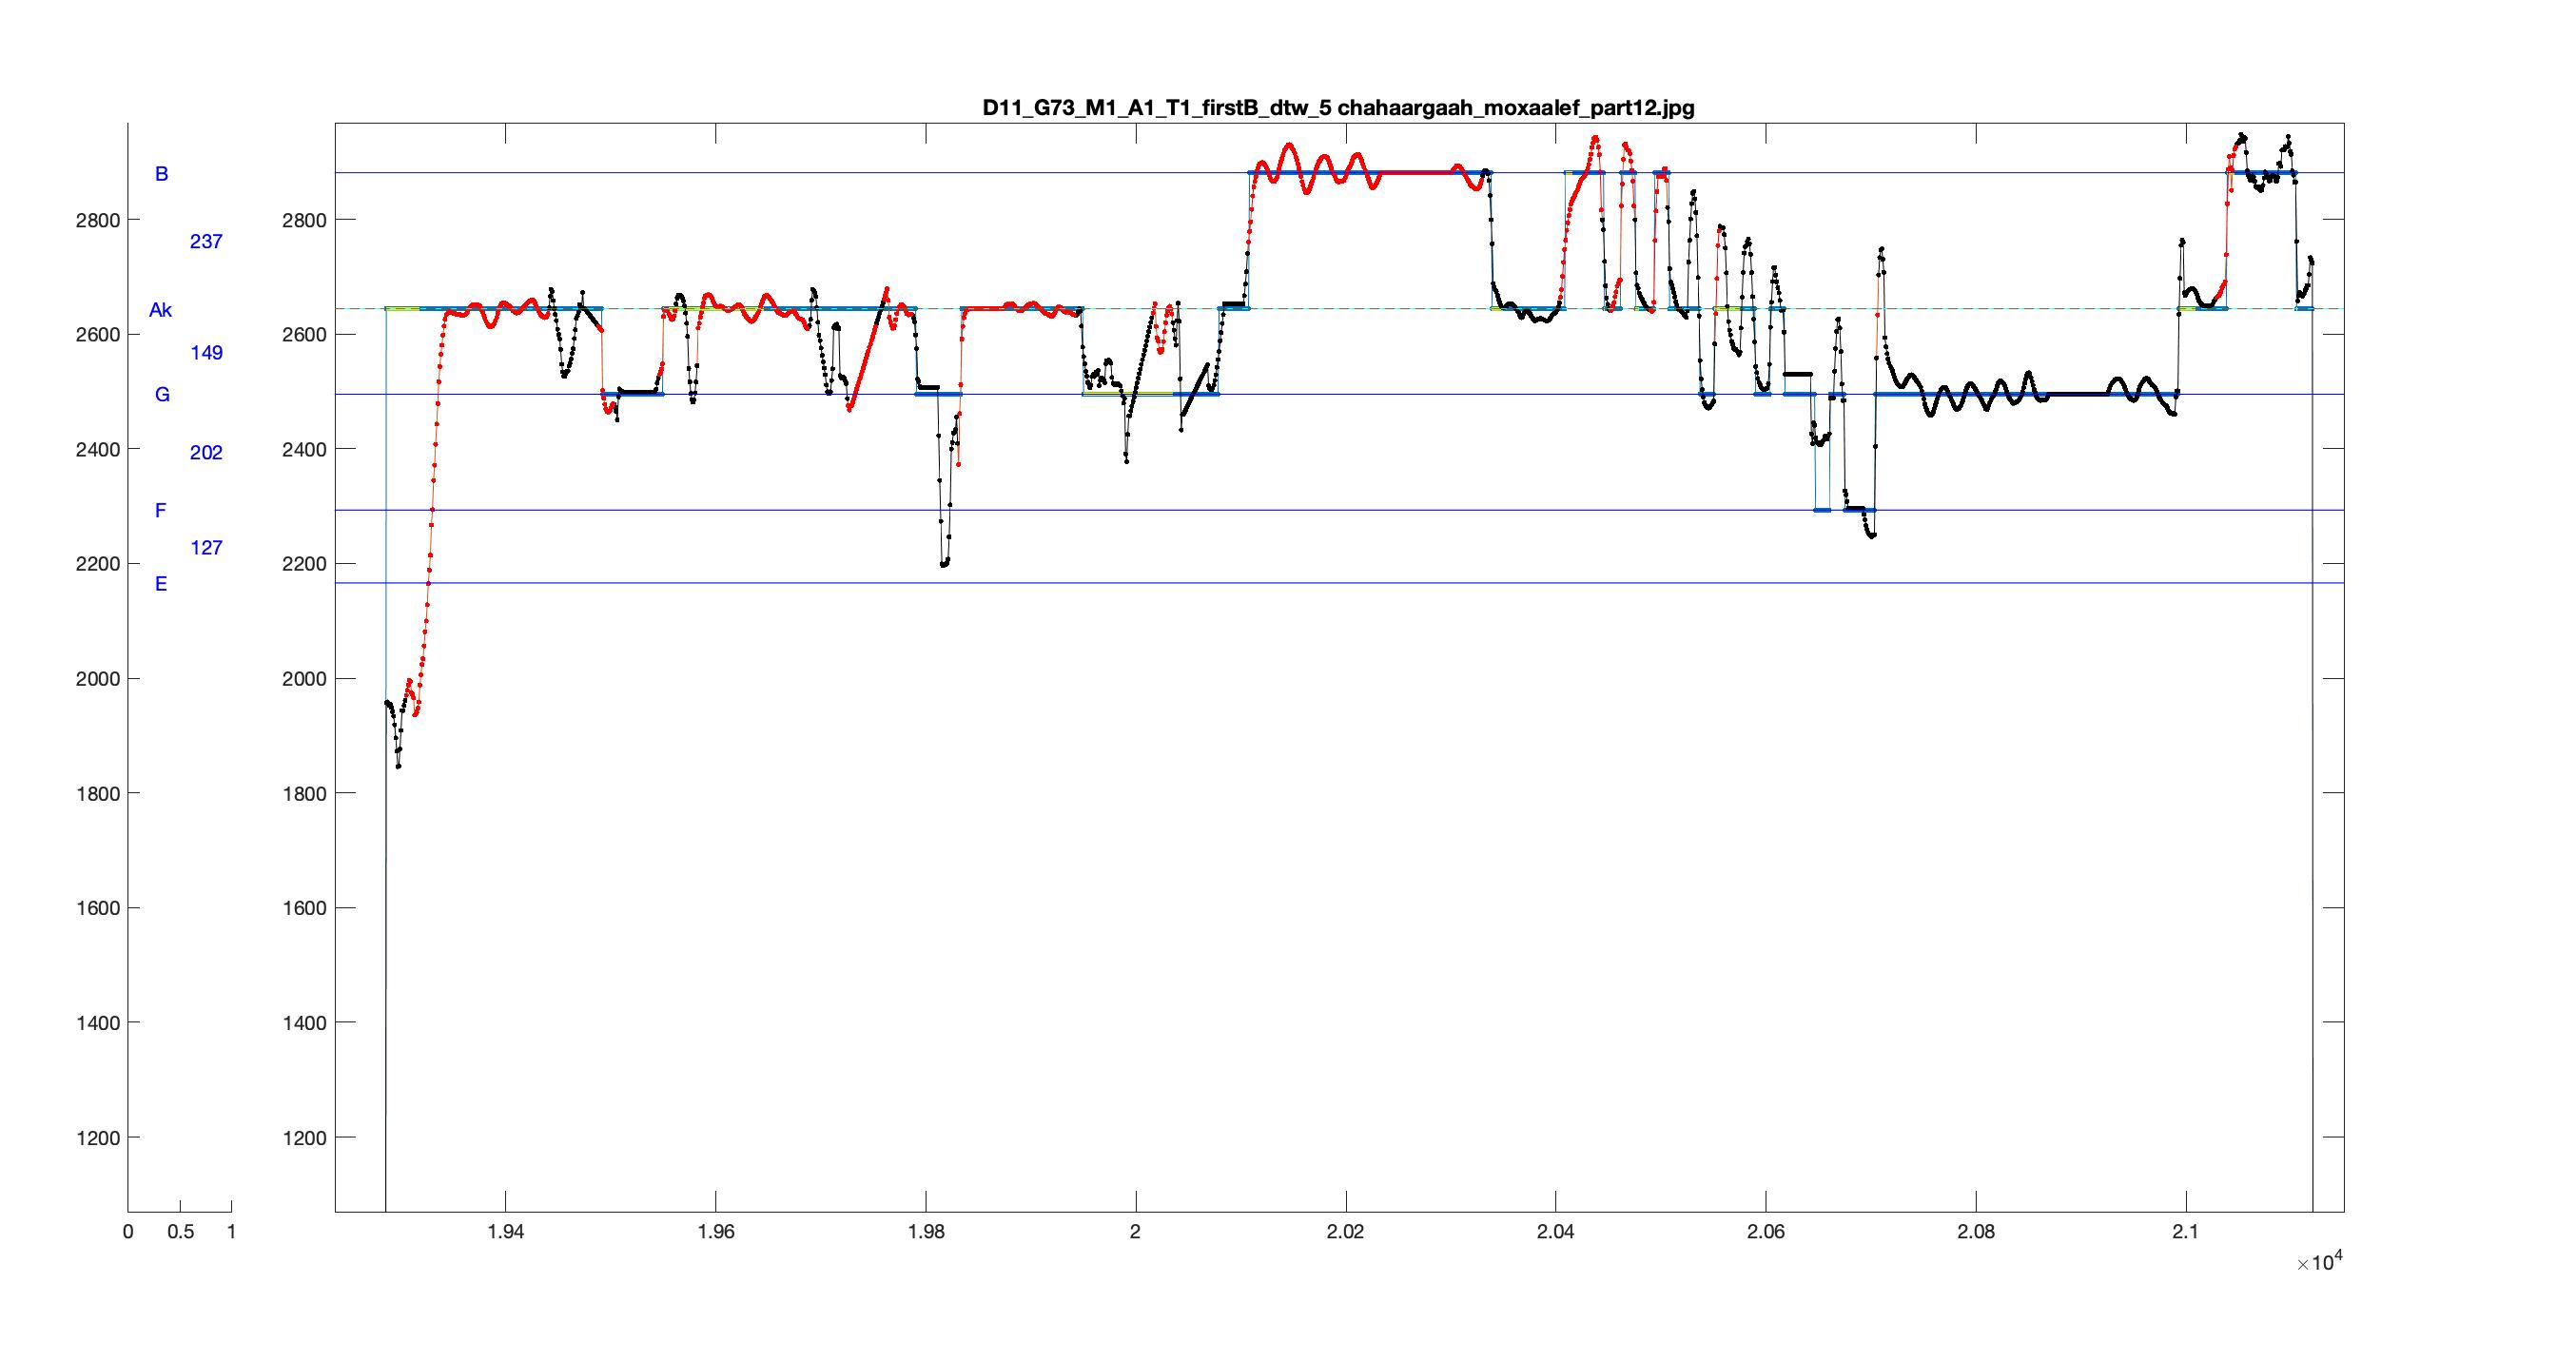 D11_G73_M1_A1_T1_firstB_dtw_5 chahaargaah_moxaalef_part12.jpg
B
2800 2800
237
Ak
2600 2600
149
G
202
2400 2400
F
127
2200 2200
E
2000 2000
1800 1800
1600 1600
1400 1400
1200 1200
0 0.5 1 1.94 1.96 1.98 2 2.02 2.04 2.06 2.08 2.1
×10⁴